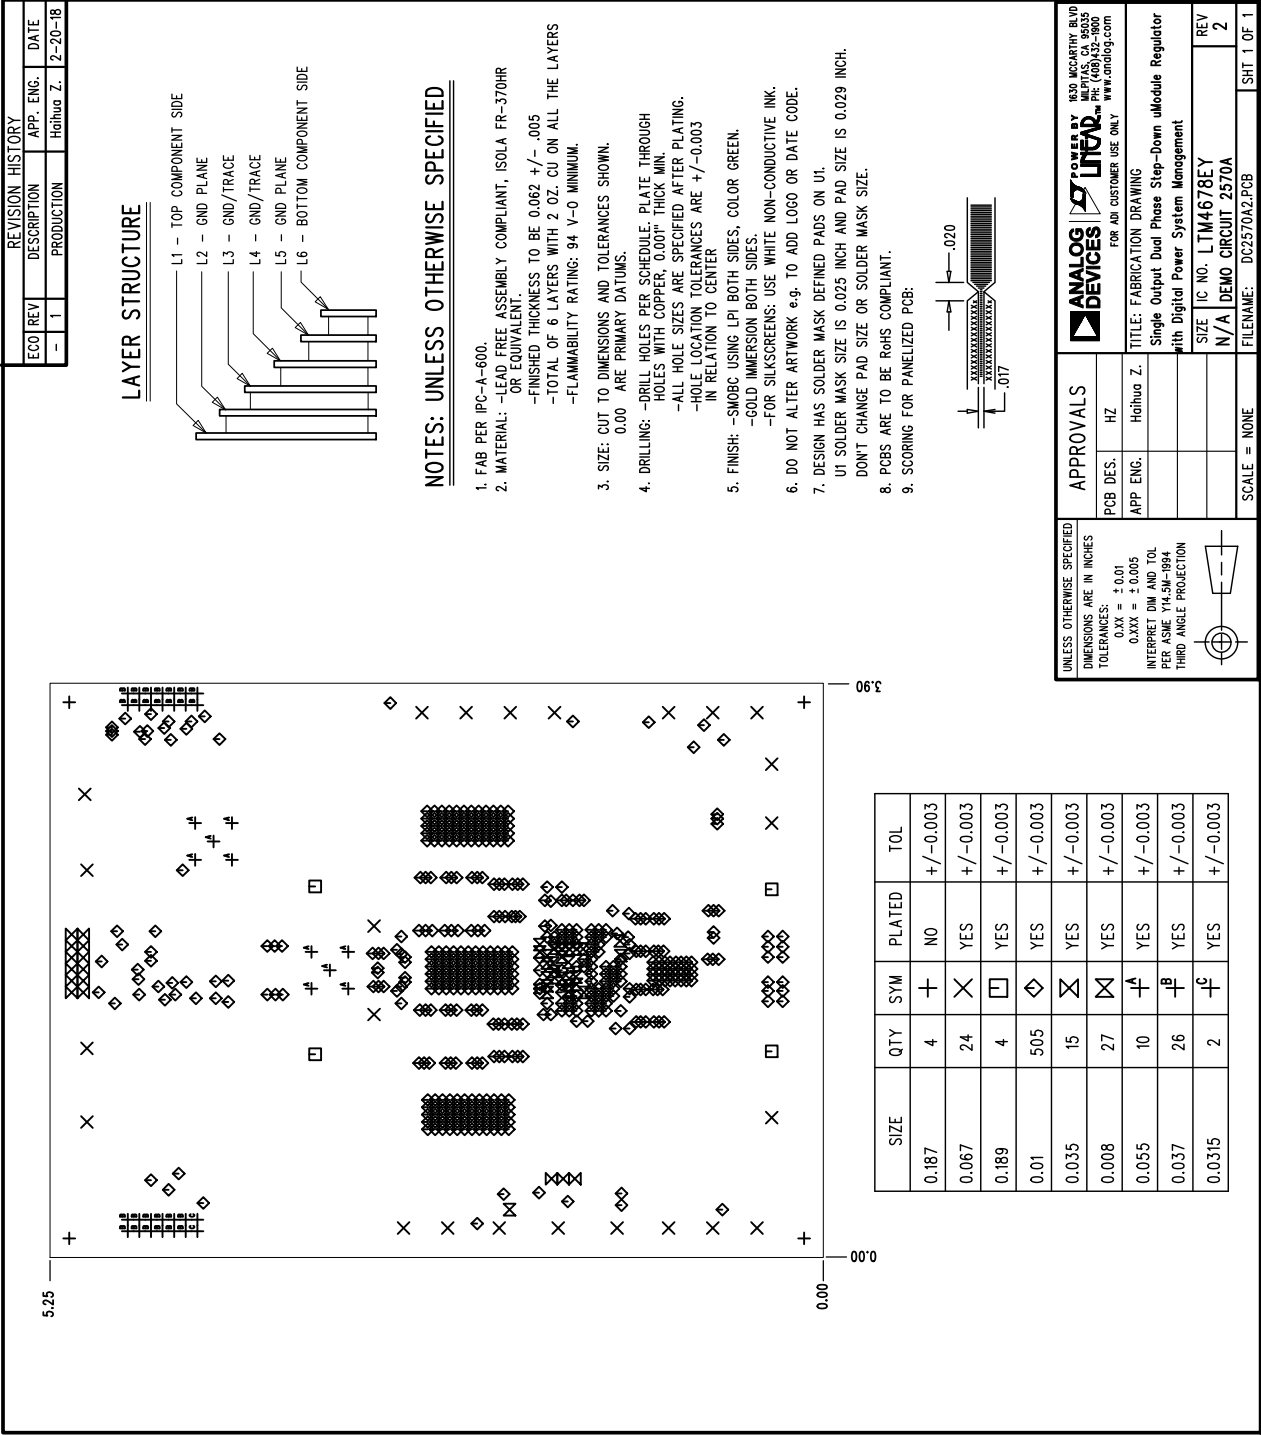 REVISION HISTORY
ECO REV DESCRIPTION APP. ENG. DATE
- 1 PRODUCTION Haihua Z. 2-20-18
LAYER STRUCTURE
L1 - TOP COMPONENT SIDE
L2 - GND PLANE
L3 - GND/TRACE
L4 - GND/TRACE
L5 - GND PLANE
L6 - BOTTOM COMPONENT SIDE
NOTES: UNLESS OTHERWISE SPECIFIED
1. FAB PER IPC-A-600.
2. MATERIAL: -LEAD FREE ASSEMBLY COMPLIANT, ISOLA FR-370HR
OR EQUIVALENT.
-FINISHED THICKNESS TO BE 0.062 +/- .005
-TOTAL OF 6 LAYERS WITH 2 OZ. CU ON ALL THE LAYERS
-FLAMMABILITY RATING: 94 V-O MINIMUM.
3. SIZE: CUT TO DIMENSIONS AND TOLERANCES SHOWN.
0.00 ARE PRIMARY DATUMS.
4. DRILLING: -DRILL HOLES PER SCHEDULE. PLATE THROUGH
HOLES WITH COPPER, 0.001" THICK MIN.
-ALL HOLE SIZES ARE SPECIFIED AFTER PLATING.
-HOLE LOCATION TOLERANCES ARE +/-0.003
IN RELATION TO CENTER
5. FINISH: -SMOBC USING LPI BOTH SIDES, COLOR GREEN.
-GOLD IMMERSION BOTH SIDES.
-FOR SILKSCREENS: USE WHITE NON-CONDUCTIVE INK.
6. DO NOT ALTER ARTWORK e.g. TO ADD LOGO OR DATE CODE.
7. DESIGN HAS SOLDER MASK DEFINED PADS ON U1.
U1 SOLDER MASK SIZE IS 0.025 INCH AND PAD SIZE IS 0.029 INCH.
DON'T CHANGE PAD SIZE OR SOLDER MASK SIZE.
8. PCBS ARE TO BE RoHS COMPLIANT.
9. SCORING FOR PANELIZED PCB:
.020
.017
5.25
0.00
0.00
3.90
SIZE QTY SYM PLATED TOL
0.187 4 NO +/-0.003
0.067 24 YES +/-0.003
0.189 4 YES +/-0.003
0.01 505 YES +/-0.003
0.035 15 YES +/-0.003
0.008 27 YES +/-0.003
0.055 10 A YES +/-0.003
0.037 26 B YES +/-0.003
0.0315 2 C YES +/-0.003
UNLESS OTHERWISE SPECIFIED
DIMENSIONS ARE IN INCHES
TOLERANCES:
0.XX = ± 0.01
0.XXX = ± 0.005
INTERPRET DIM AND TOL
PER ASME Y14.5M-1994
THIRD ANGLE PROJECTION
APPROVALS
PCB DES. HZ
APP ENG. Haihua Z.
SCALE = NONE
ANALOG DEVICES
POWER BY LINEAR™
1630 MCCARTHY BLVD
MILPITAS, CA 95035
PH: (408)432-1900
www.analog.com
FOR ADI CUSTOMER USE ONLY
TITLE: FABRICATION DRAWING
Single Output Dual Phase Step-Down uModule Regulator
with Digital Power System Management
SIZE N/A
IC NO. LTM4678EY
DEMO CIRCUIT 2570A
REV 2
FILENAME: DC2570A2.PCB
SHT 1 OF 1